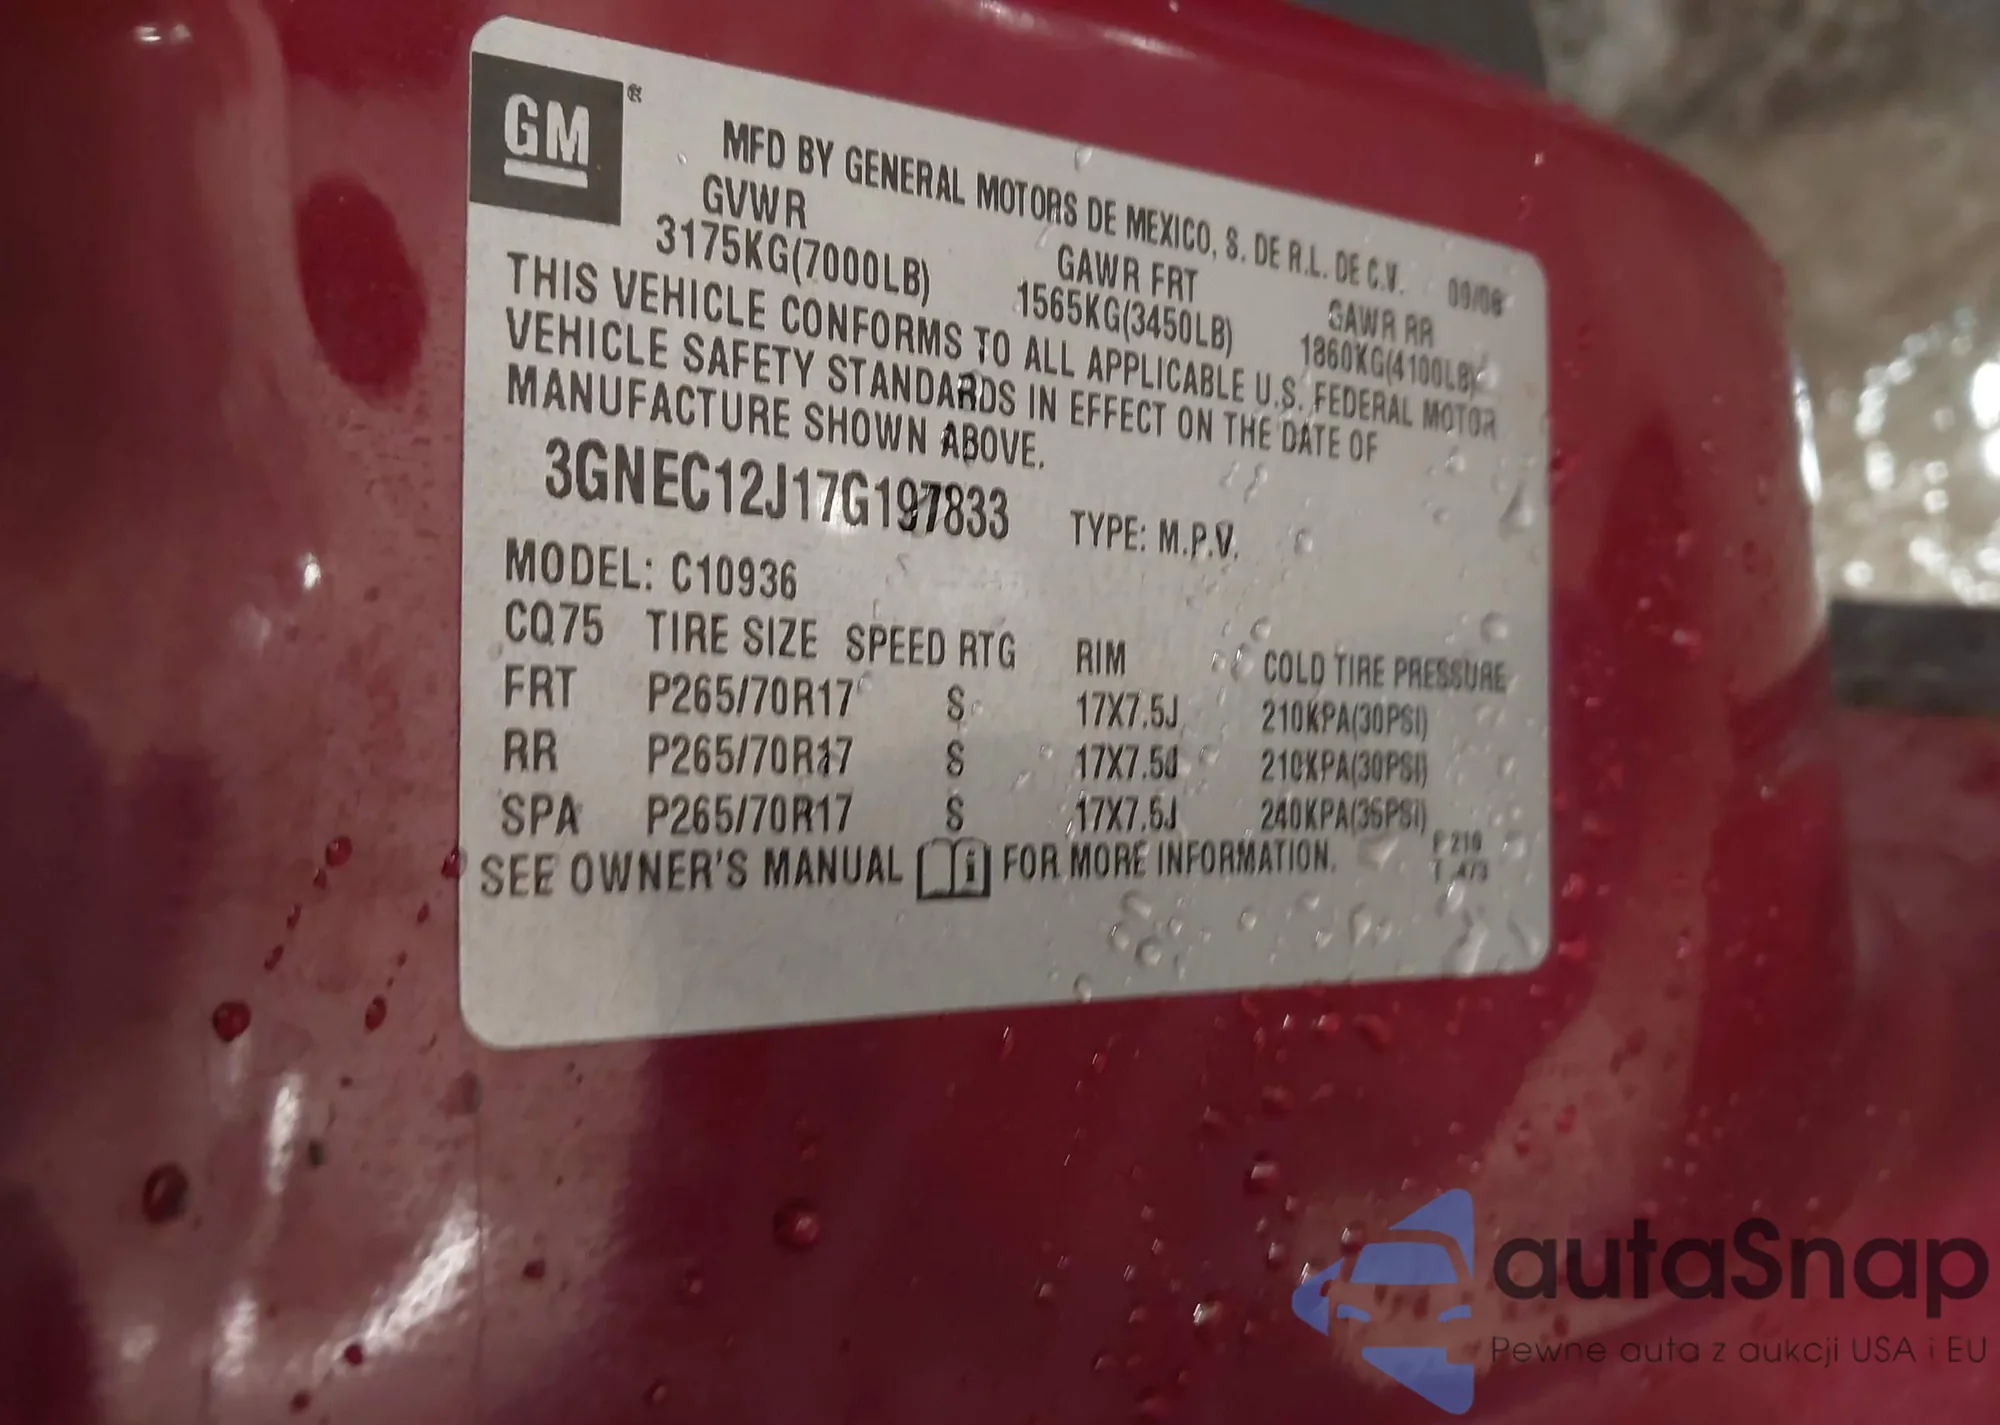 GM ®
MFD BY GENERAL MOTORS DE MEXICO, S. DE R.L. DE C.V. 09/06
GVWR GAWR FRT GAWR RR
3175KG(7000LB) 1565KG(3450LB) 1860KG(4100LB)
THIS VEHICLE CONFORMS TO ALL APPLICABLE U.S. FEDERAL MOTOR
VEHICLE SAFETY STANDARDS IN EFFECT ON THE DATE OF
MANUFACTURE SHOWN ABOVE.
3GNEC12J17G197833 TYPE: M.P.V.
MODEL: C10936
CQ75 TIRE SIZE SPEED RTG RIM COLD TIRE PRESSURE
FRT P265/70R17 S 17X7.5J 210KPA(30PSI)
RR P265/70R17 S 17X7.5J 210KPA(30PSI)
SPA P265/70R17 S 17X7.5J 240KPA(35PSI)
SEE OWNER'S MANUAL FOR MORE INFORMATION.
autaSnap
Pewne auta z aukcji USA i EU